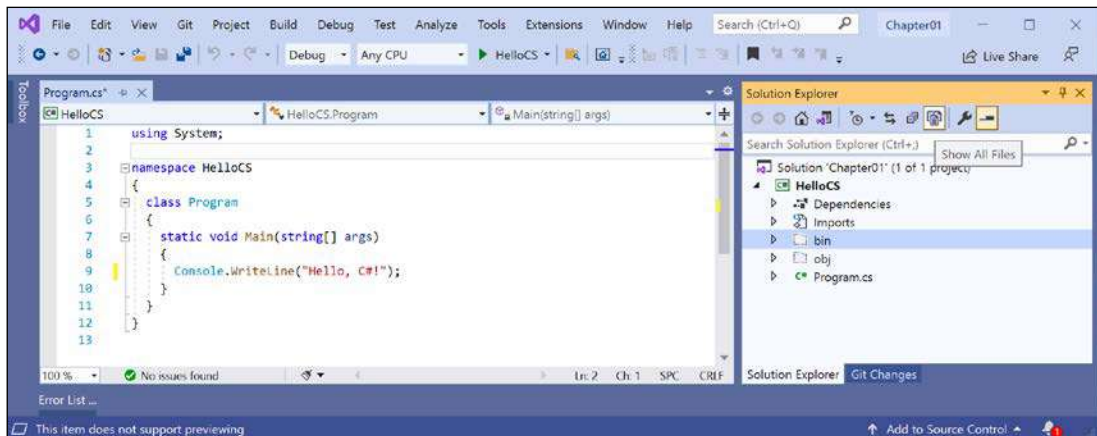 File Edit View Git Project Build Debug Test Analyze Tools Extensions Window Help Search (Ctrl+Q) Chapter01
Debug Any CPU HelloCS Live Share
Toolbox
Program.cs*
HelloCS HelloCS.Program Main(string[] args)
1 using System;
2
3 namespace HelloCS
4 {
5 class Program
6 {
7 static void Main(string[] args)
8 {
9 Console.WriteLine("Hello, C#!");
10 }
11 }
12 }
13
100 % No issues found Ln: 2 Ch: 1 SPC CRLF
Error List ...
This item does not support previewing
Solution Explorer
Search Solution Explorer (Ctrl+;)
Show All Files
Solution 'Chapter01' (1 of 1 project)
C# HelloCS
Dependencies
Imports
bin
obj
C# Program.cs
Solution Explorer Git Changes
Add to Source Control 1